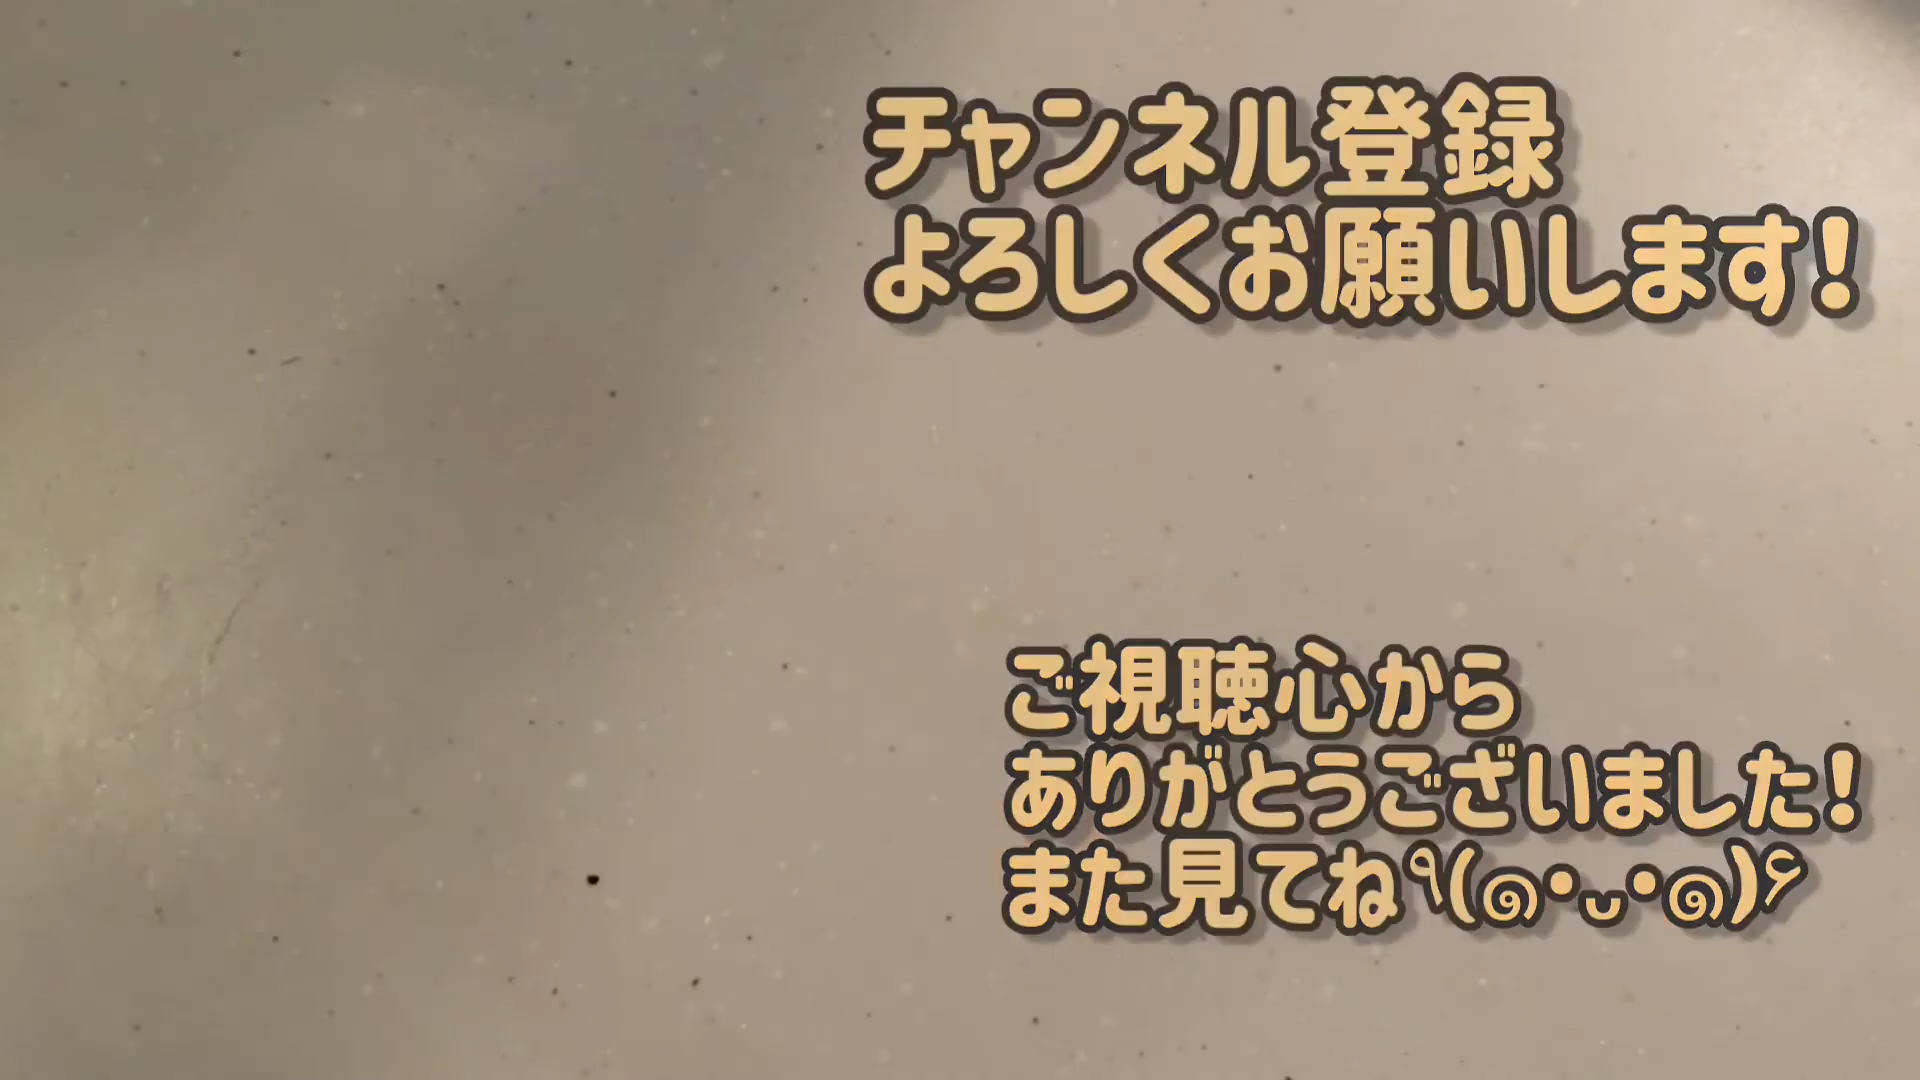 チャンネル登録
よろしくお願いします!
ご視聴心から
ありがとうございました!
また見てね٩(๑•ᴗ•๑)۶